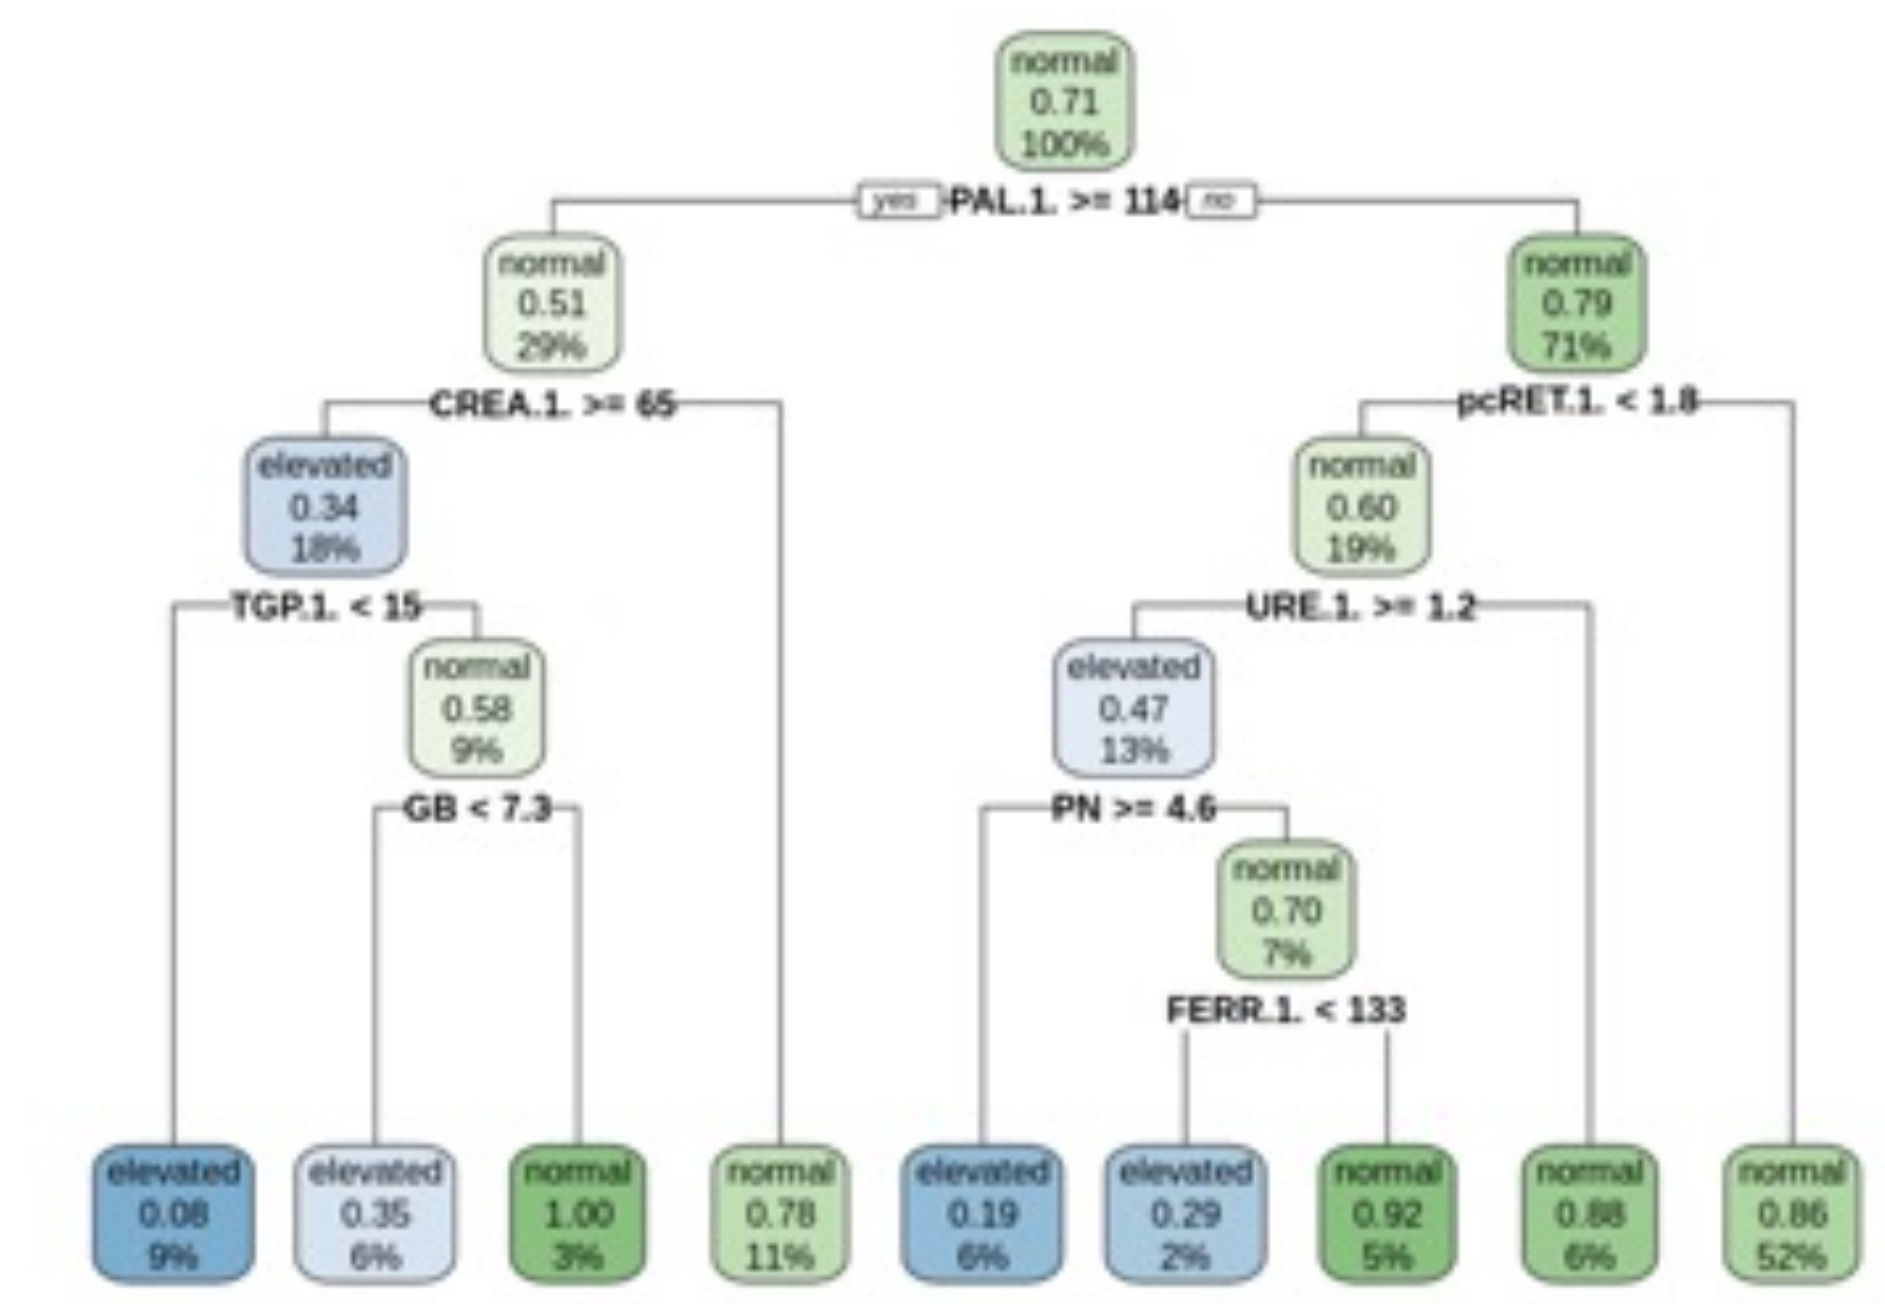 normal
0.71
100%
yes PAL.1. >= 114 no
normal
0.51
29%
normal
0.79
71%
CREA.1. >= 65
pcRET.1. < 1.8
elevated
0.34
18%
normal
0.60
19%
TGP.1. < 15
URE.1. >= 1.2
normal
0.58
9%
elevated
0.47
13%
GB < 7.3
PN >= 4.6
normal
0.70
7%
FERR.1. < 133
elevated
0.08
9%
elevated
0.35
6%
normal
1.00
3%
normal
0.78
11%
elevated
0.19
6%
elevated
0.29
2%
normal
0.92
5%
normal
0.88
6%
normal
0.86
52%